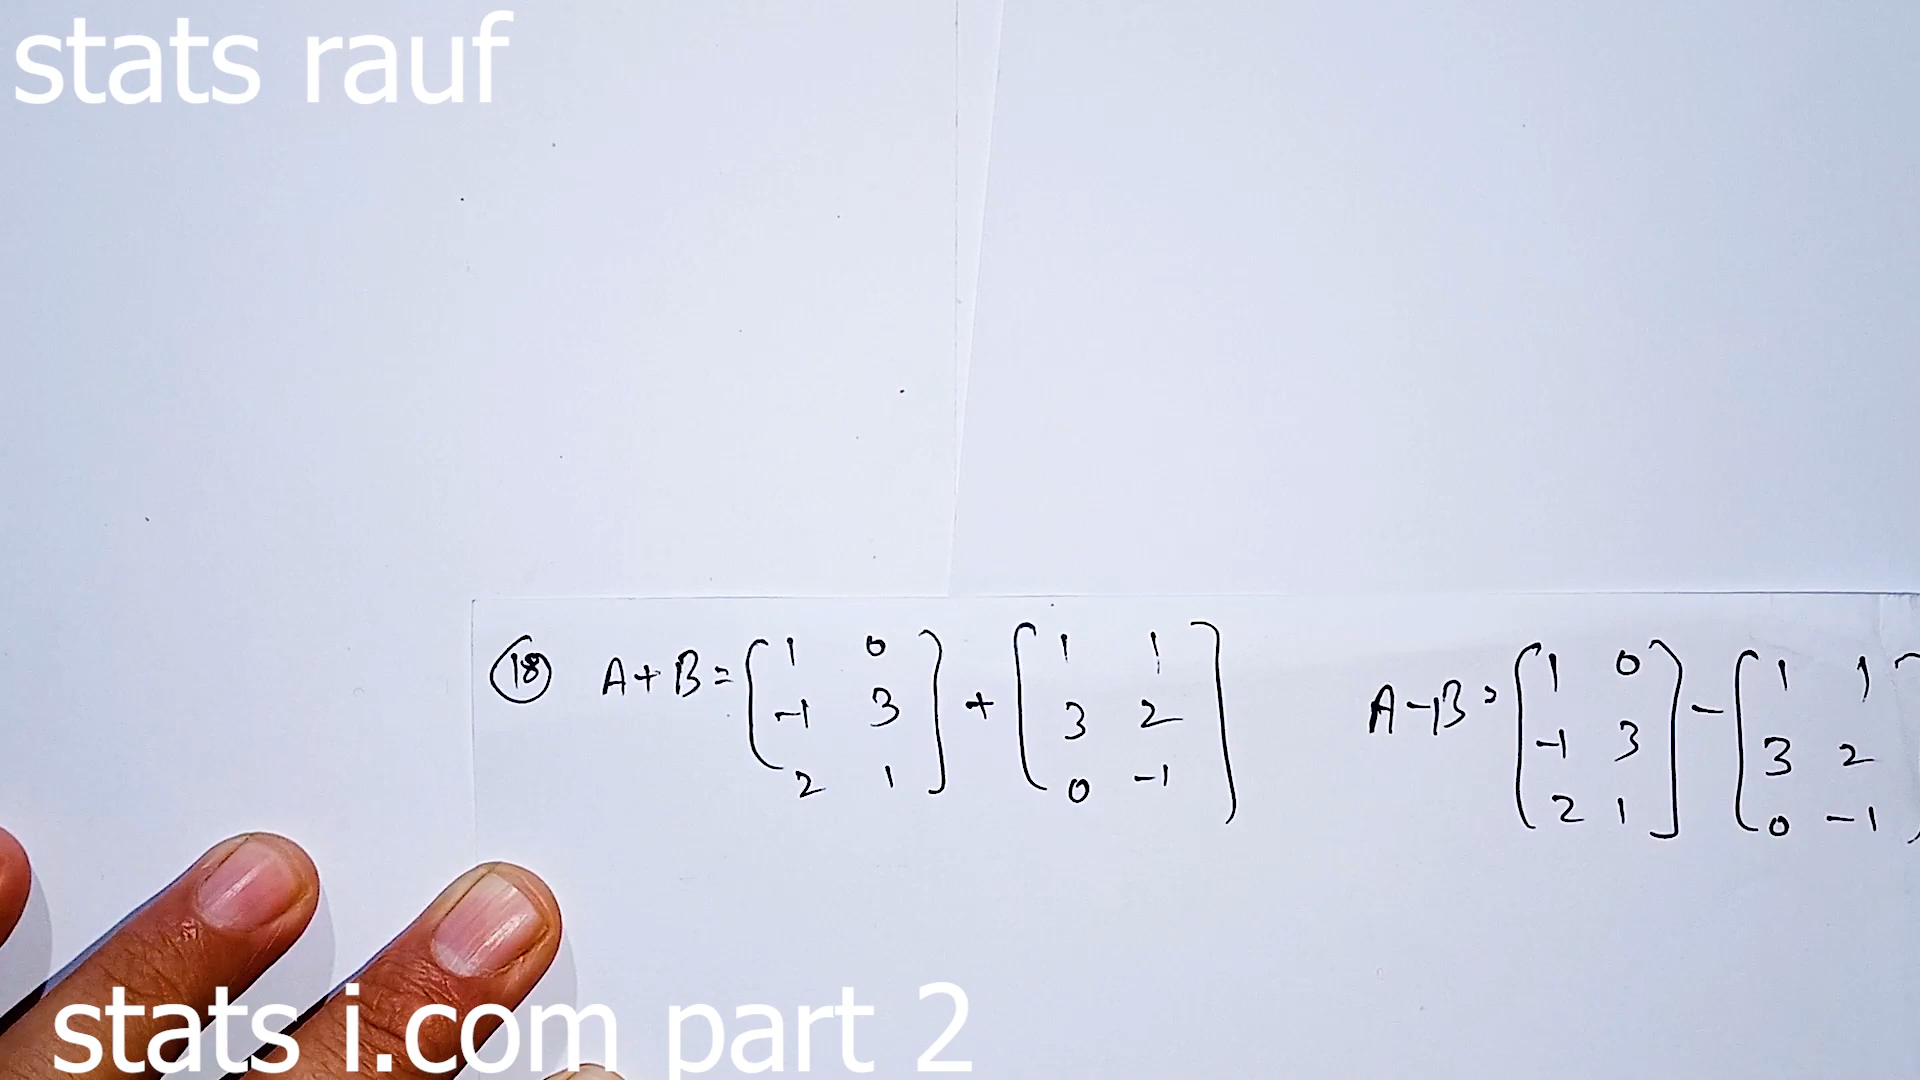 stats rauf
18 A+B= [1 0] + [1 1] A-B= [1 0] - [1 1]
[-1 3] [3 2] [-1 3] [3 2]
[2 1] [0 -1] [2 1] [0 -1]
stats i.com part 2